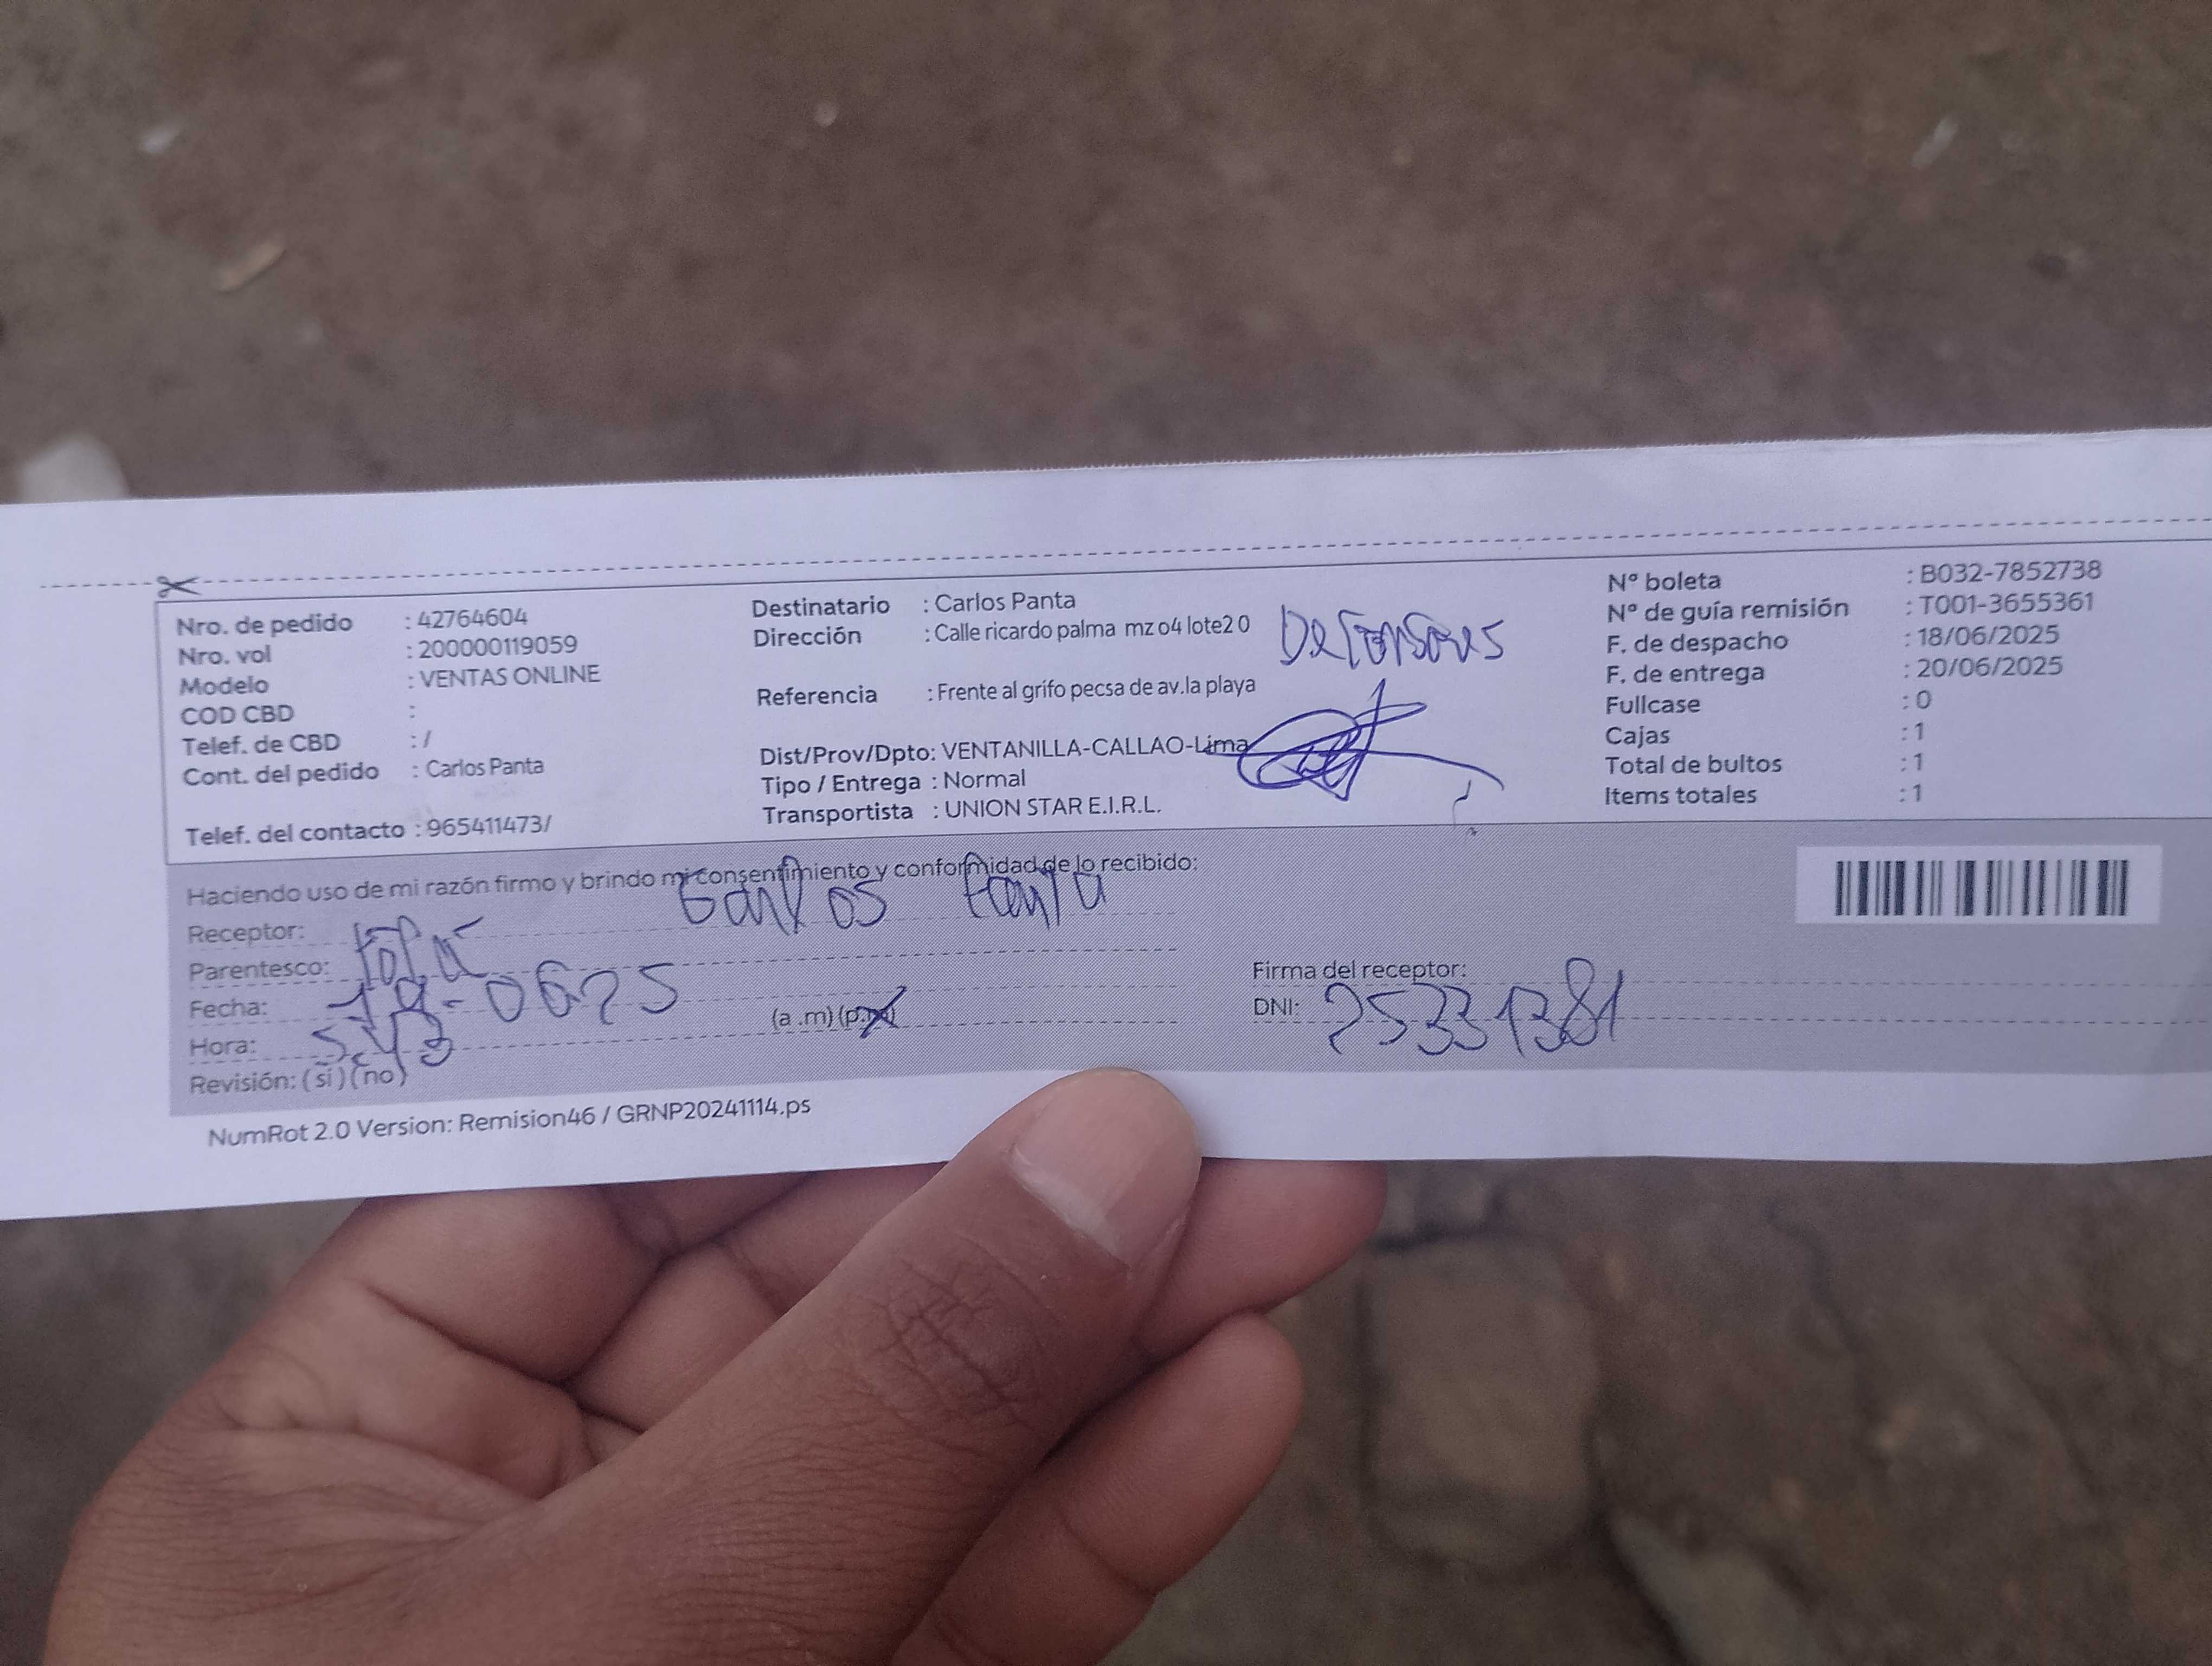 Nro. de pedido : 42764604
Nro. vol : 200000119059
Modelo : VENTAS ONLINE
COD CBD :
Telef. de CBD : /
Cont. del pedido : Carlos Panta
Telef. del contacto : 965411473/
Destinatario : Carlos Panta
Dirección : Calle ricardo palma mz o4 lote2 0
Defensores
Referencia : Frente al grifo pecsa de av.la playa
Dist/Prov/Dpto: VENTANILLA-CALLAO-Lima
Tipo / Entrega : Normal
Transportista : UNION STAR E.I.R.L.
Nº boleta : B032-7852738
Nº de guía remisión : T001-3655361
F. de despacho : 18/06/2025
F. de entrega : 20/06/2025
Fullcase : 0
Cajas : 1
Total de bultos : 1
Items totales : 1
Haciendo uso de mi razón firmo y brindo mi consentimiento y conformidad de lo recibido:
Receptor: Carlos Panta
Parentesco:
Fecha:
Hora: (a .m) (p.m)
Revisión: (si) (no)
Firma del receptor:
DNI: 25331381
NumRot 2.0 Version: Remision46 / GRNP20241114.ps